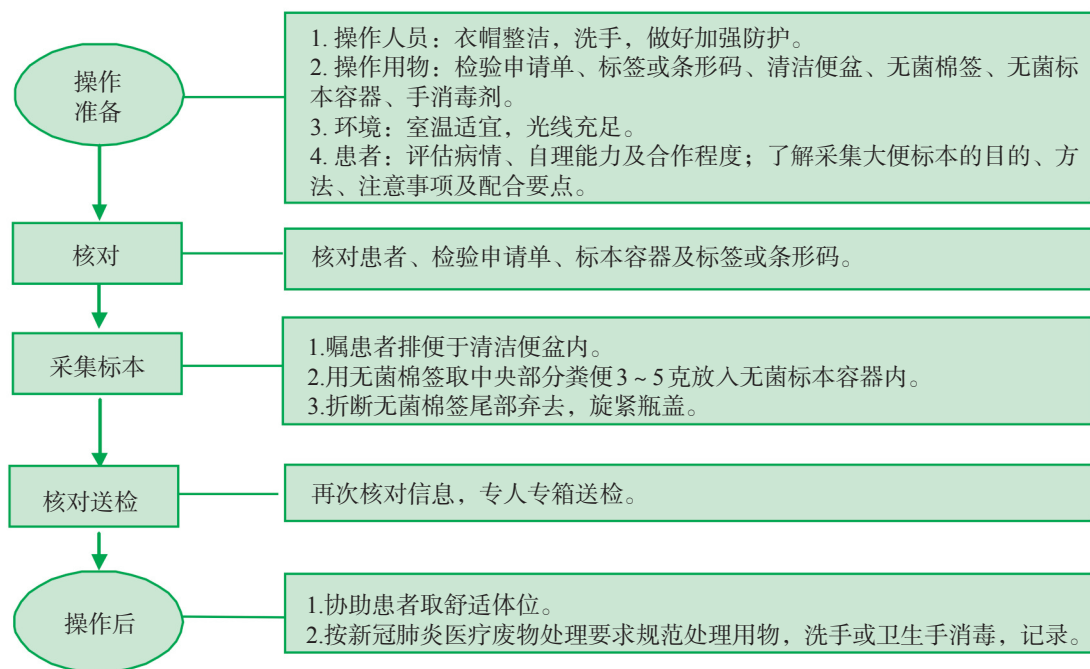 操作
准备
1. 操作人员：衣帽整洁，洗手，做好加强防护。
2. 操作用物：检验申请单、标签或条形码、清洁便盆、无菌棉签、无菌标
本容器、手消毒剂。
3. 环境：室温适宜，光线充足。
4. 患者：评估病情、自理能力及合作程度；了解采集大便标本的目的、方
法、注意事项及配合要点。
核对
核对患者、检验申请单、标本容器及标签或条形码。
采集标本
1.嘱患者排便于清洁便盆内。
2.用无菌棉签取中央部分粪便3～5克放入无菌标本容器内。
3.折断无菌棉签尾部弃去，旋紧瓶盖。
核对送检
再次核对信息，专人专箱送检。
操作后
1.协助患者取舒适体位。
2.按新冠肺炎医疗废物处理要求规范处理用物，洗手或卫生手消毒，记录。